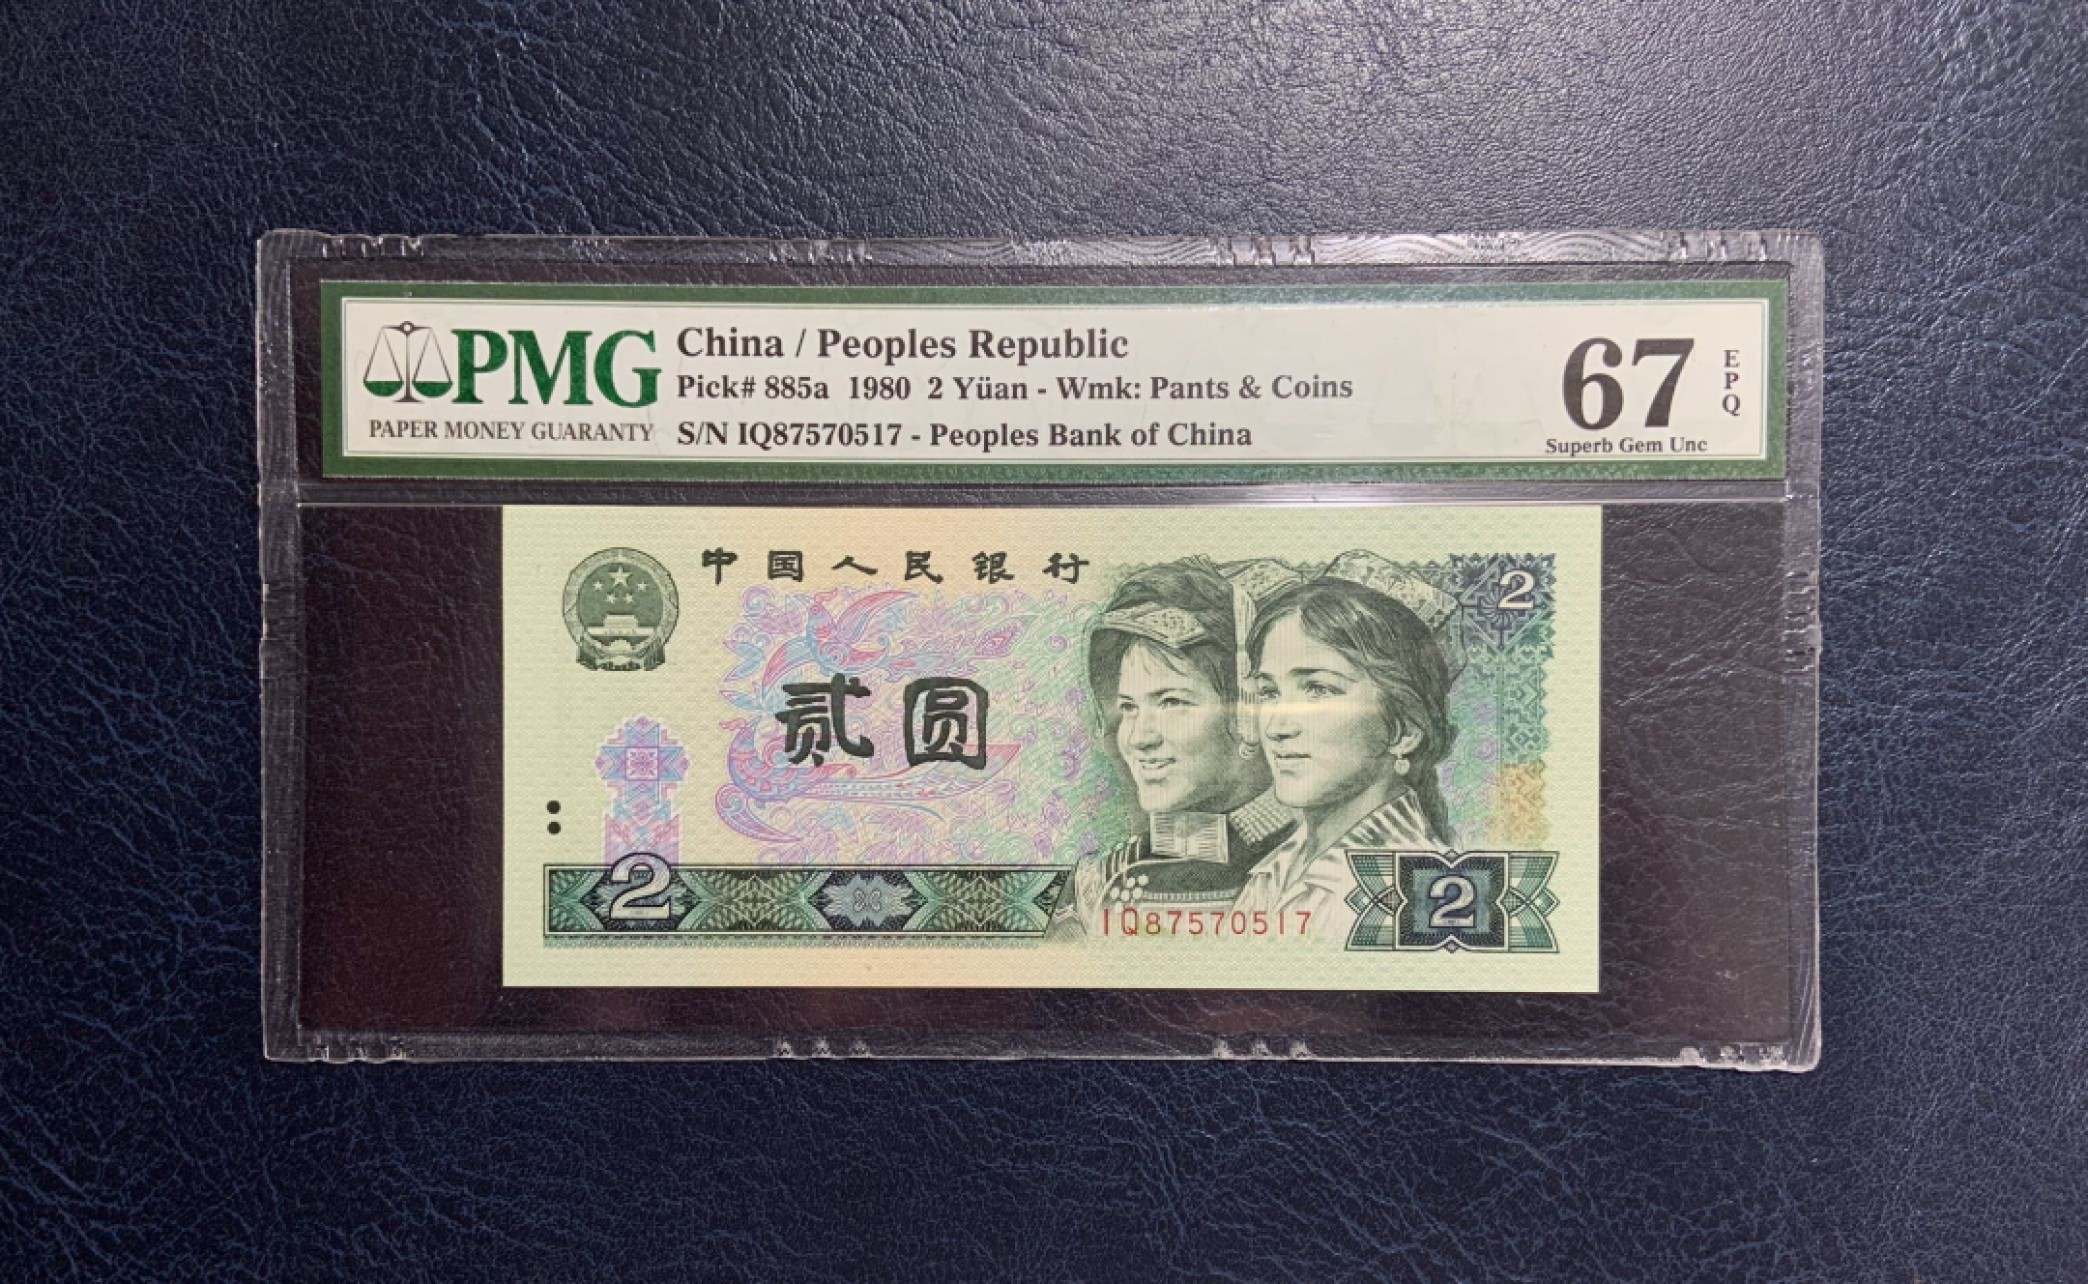 PMG
PAPER MONEY GUARANTY
China / Peoples Republic
Pick# 885a 1980 2 Yüan - Wmk: Pants & Coins
S/N IQ87570517 - Peoples Bank of China
67
EPQ
Superb Gem Unc
中国人民银行
2
贰圆
2
IQ87570517
2